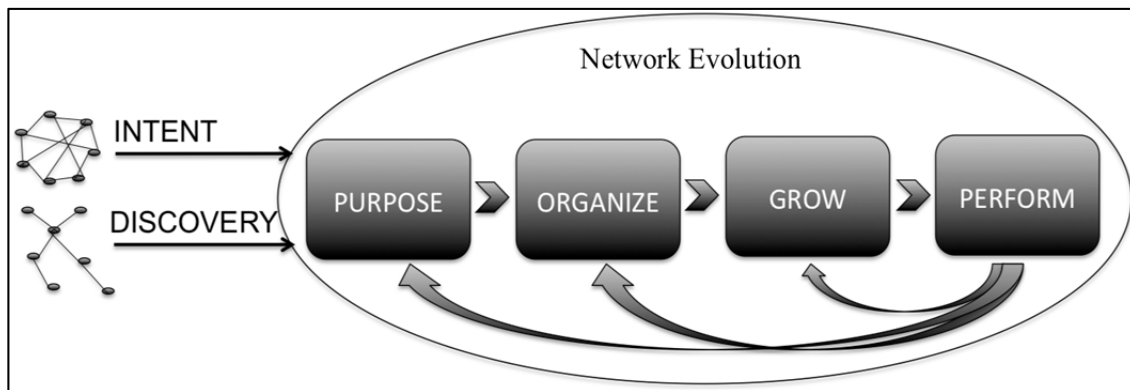 Network Evolution
INTENT
DISCOVERY
PURPOSE
ORGANIZE
GROW
PERFORM